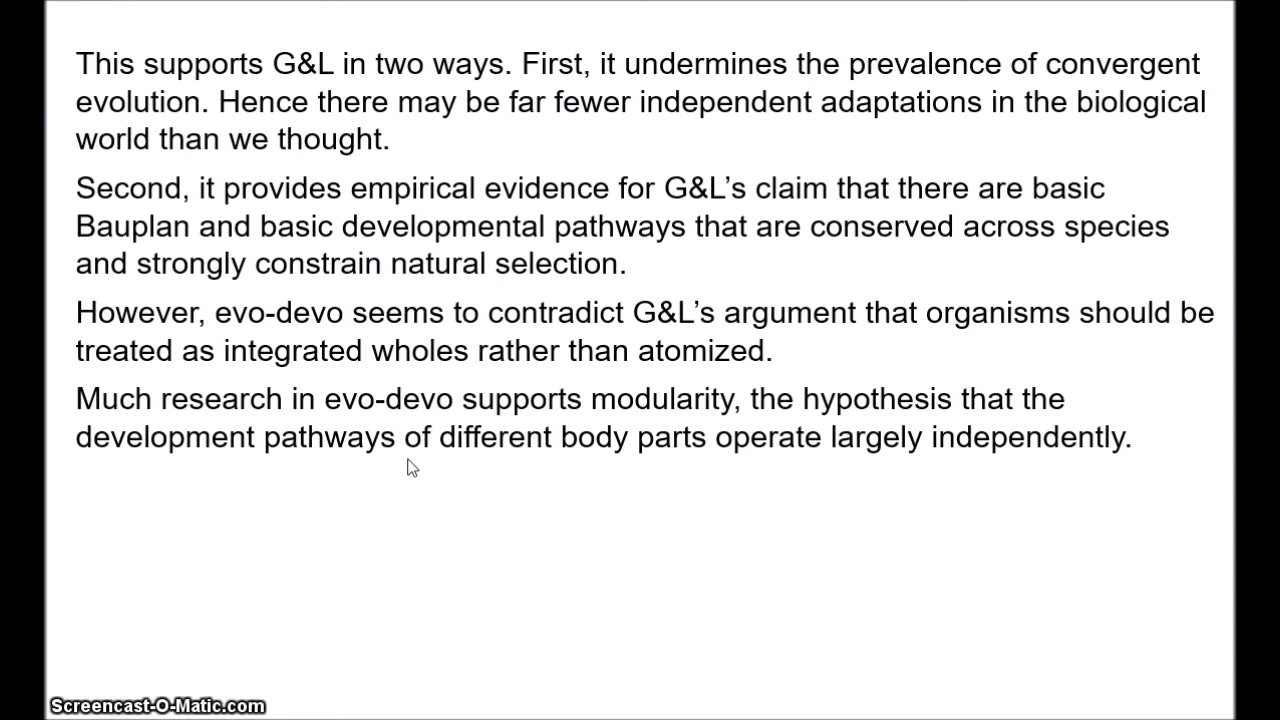 This supports G&L in two ways. First, it undermines the prevalence of convergent
evolution. Hence there may be far fewer independent adaptations in the biological
world than we thought.
Second, it provides empirical evidence for G&L’s claim that there are basic
Bauplan and basic developmental pathways that are conserved across species
and strongly constrain natural selection.
However, evo-devo seems to contradict G&L’s argument that organisms should be
treated as integrated wholes rather than atomized.
Much research in evo-devo supports modularity, the hypothesis that the
development pathways of different body parts operate largely independently.
Screencast-O-Matic.com